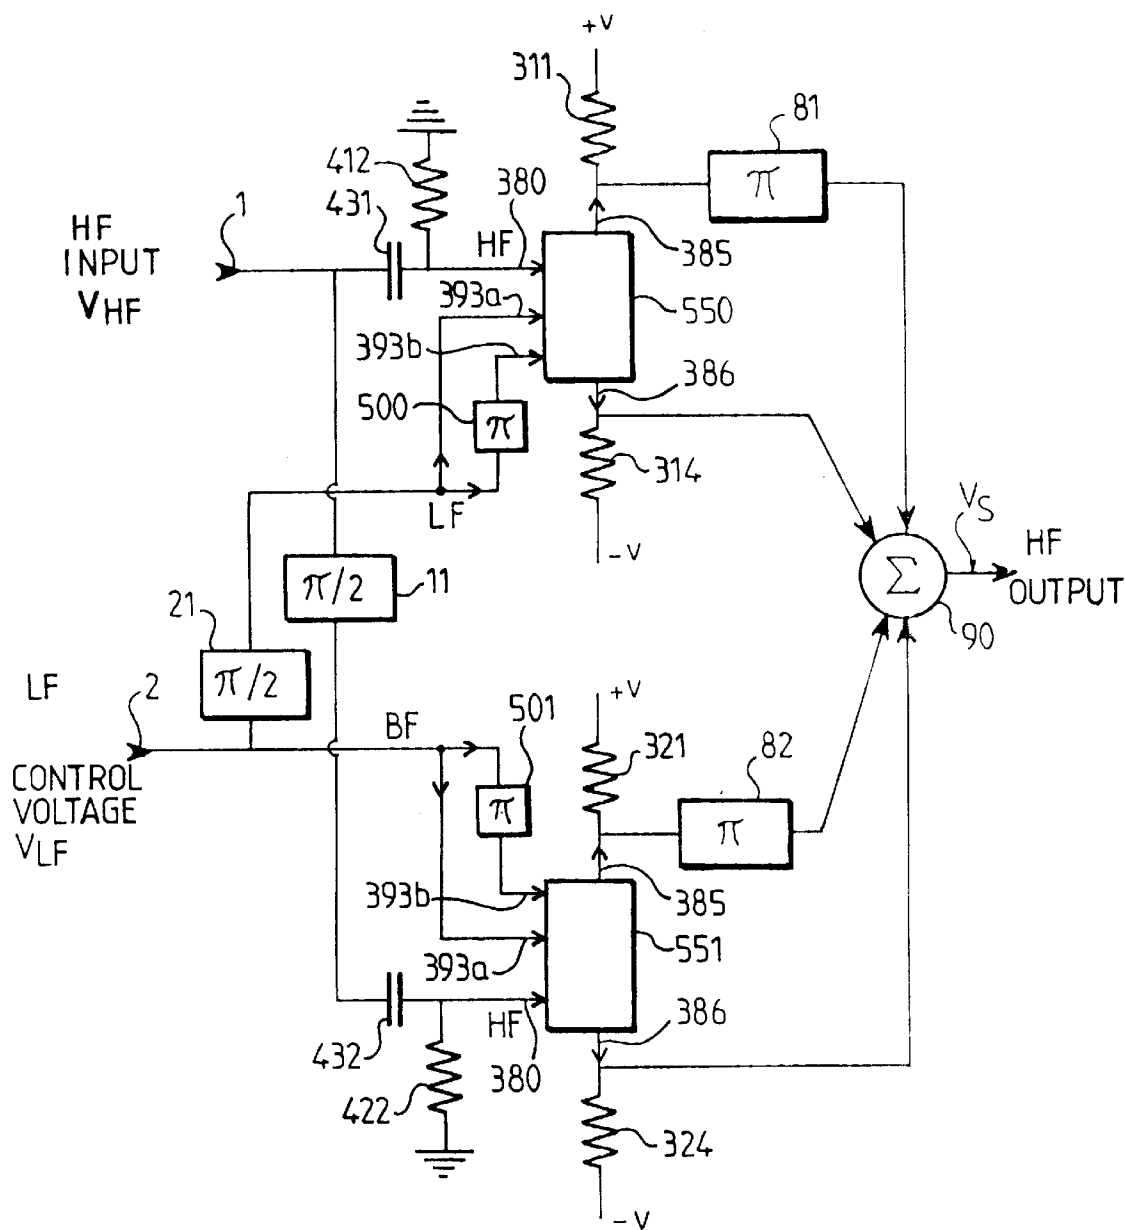 +V
311
81
π
412
431
380
1
HF
INPUT
VHF
HF
385
393a
550
393b
386
500
π
314
LF
-V
VS
HF
OUTPUT
Σ
90
π/2
11
21
π/2
LF
2
BF
501
+V
321
82
CONTROL
VOLTAGE
VLF
π
π
393b
385
393a
551
386
HF
432
380
422
324
-V